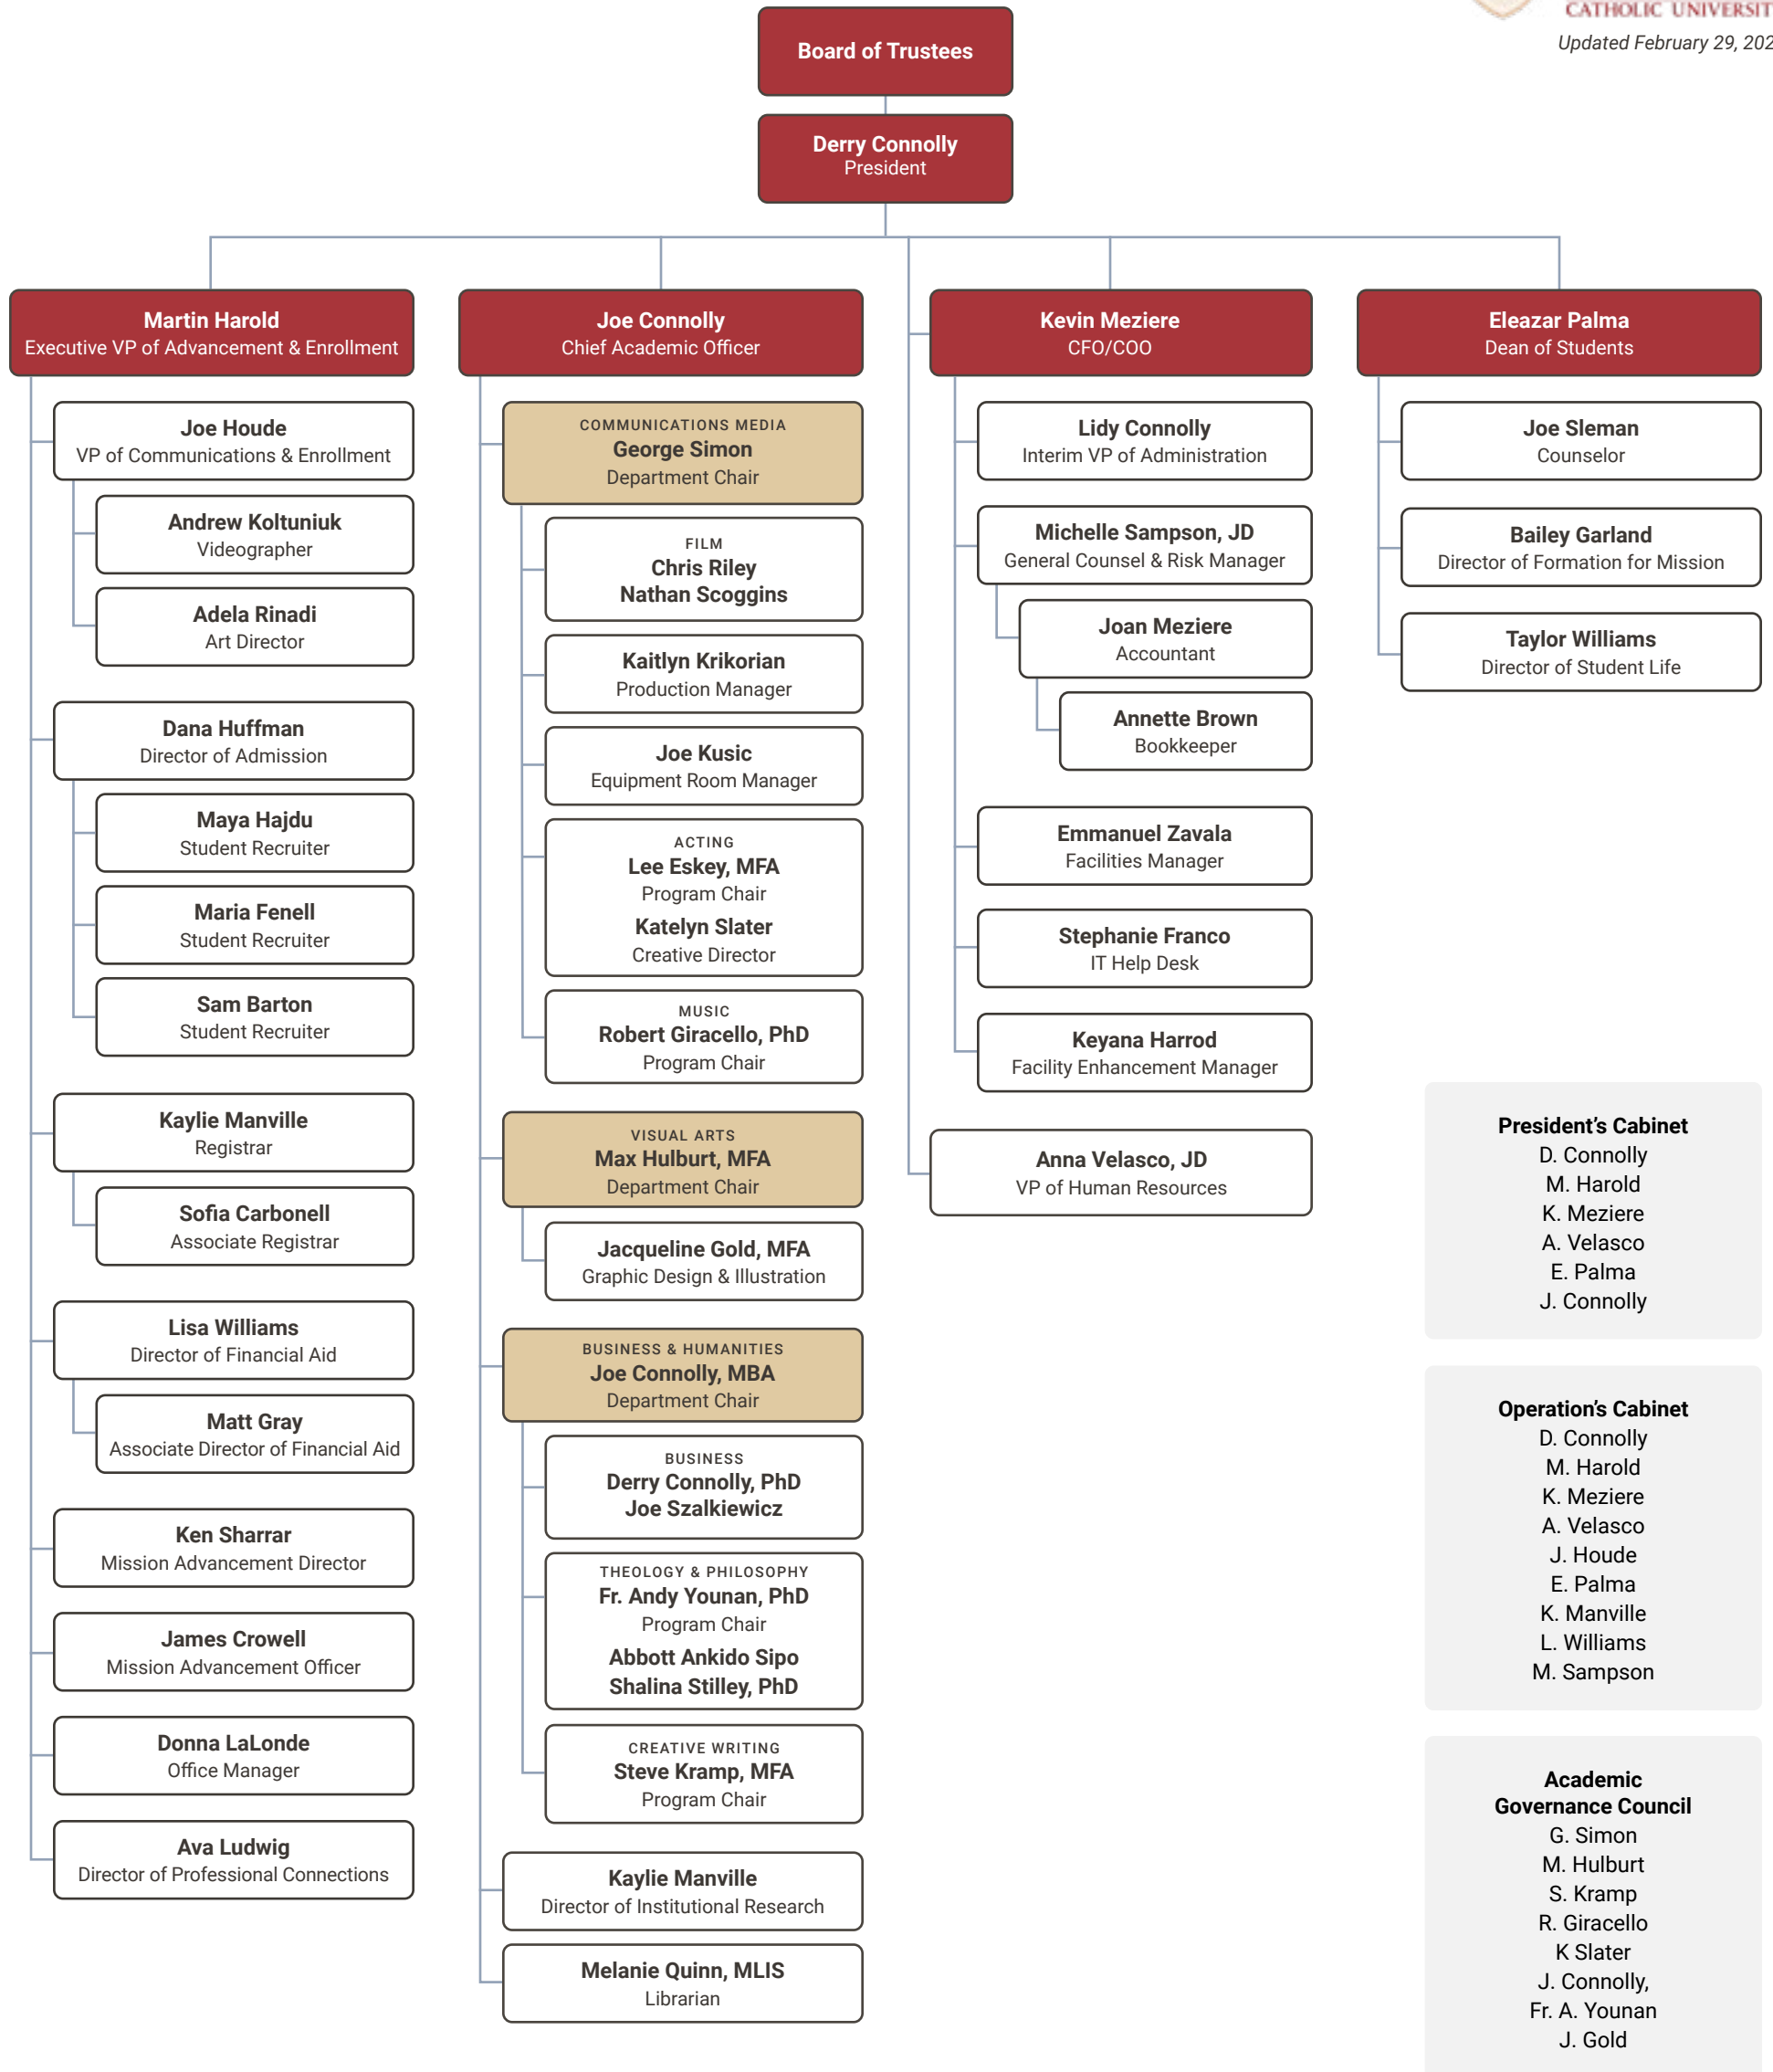 CATHOLIC UNIVERSIT
Updated February 29, 202
Board of Trustees
Derry Connolly
President
Martin Harold
Executive VP of Advancement & Enrollment
Joe Houde
VP of Communications & Enrollment
Andrew Koltuniuk
Videographer
Adela Rinadi
Art Director
Dana Huffman
Director of Admission
Maya Hajdu
Student Recruiter
Maria Fenell
Student Recruiter
Sam Barton
Student Recruiter
Kaylie Manville
Registrar
Sofia Carbonell
Associate Registrar
Lisa Williams
Director of Financial Aid
Matt Gray
Associate Director of Financial Aid
Ken Sharrar
Mission Advancement Director
James Crowell
Mission Advancement Officer
Donna LaLonde
Office Manager
Ava Ludwig
Director of Professional Connections
Joe Connolly
Chief Academic Officer
COMMUNICATIONS MEDIA
George Simon
Department Chair
FILM
Chris Riley
Nathan Scoggins
Kaitlyn Krikorian
Production Manager
Joe Kusic
Equipment Room Manager
ACTING
Lee Eskey, MFA
Program Chair
Katelyn Slater
Creative Director
MUSIC
Robert Giracello, PhD
Program Chair
VISUAL ARTS
Max Hulburt, MFA
Department Chair
Jacqueline Gold, MFA
Graphic Design & Illustration
BUSINESS & HUMANITIES
Joe Connolly, MBA
Department Chair
BUSINESS
Derry Connolly, PhD
Joe Szalkiewicz
THEOLOGY & PHILOSOPHY
Fr. Andy Younan, PhD
Program Chair
Abbott Ankido Sipo
Shalina Stilley, PhD
CREATIVE WRITING
Steve Kramp, MFA
Program Chair
Kaylie Manville
Director of Institutional Research
Melanie Quinn, MLIS
Librarian
Kevin Meziere
CFO/COO
Lidy Connolly
Interim VP of Administration
Michelle Sampson, JD
General Counsel & Risk Manager
Joan Meziere
Accountant
Annette Brown
Bookkeeper
Emmanuel Zavala
Facilities Manager
Stephanie Franco
IT Help Desk
Keyana Harrod
Facility Enhancement Manager
Anna Velasco, JD
VP of Human Resources
Eleazar Palma
Dean of Students
Joe Sleman
Counselor
Bailey Garland
Director of Formation for Mission
Taylor Williams
Director of Student Life
President’s Cabinet
D. Connolly
M. Harold
K. Meziere
A. Velasco
E. Palma
J. Connolly
Operation’s Cabinet
D. Connolly
M. Harold
K. Meziere
A. Velasco
J. Houde
E. Palma
K. Manville
L. Williams
M. Sampson
Academic
Governance Council
G. Simon
M. Hulburt
S. Kramp
R. Giracello
K Slater
J. Connolly,
Fr. A. Younan
J. Gold